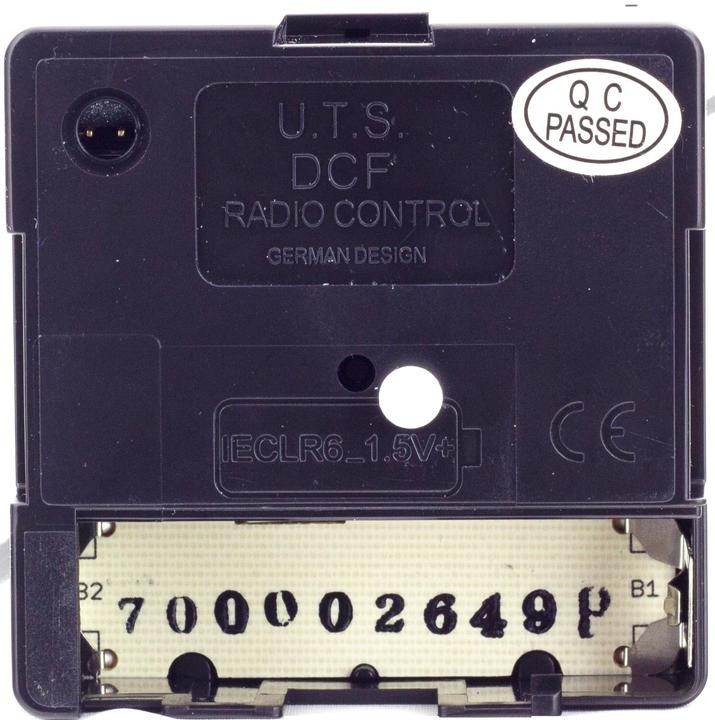 U.T.S.
DCF
RADIO CONTROL
GERMAN DESIGN
Q C
PASSED
IECLR6_1.5V+
CE
B2
B1
700002649P